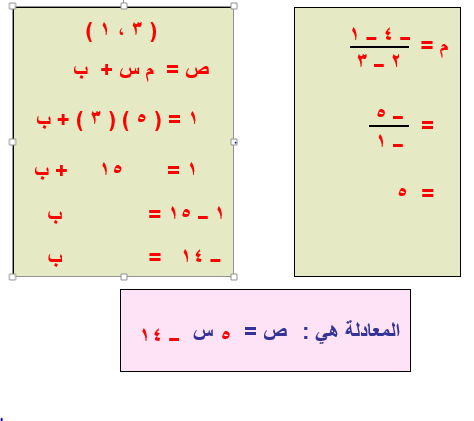 م = – ٤ – ١
٢ – ٣
= – ٥
– ١
= ٥
( ٣ ، ١ )
ص = م س + ب
١ = ( ٥ ) ( ٣ ) + ب
١ = ١٥ + ب
١ – ١٥ = ب
– ١٤ = ب
المعادلة هي : ص = ٥ س – ١٤